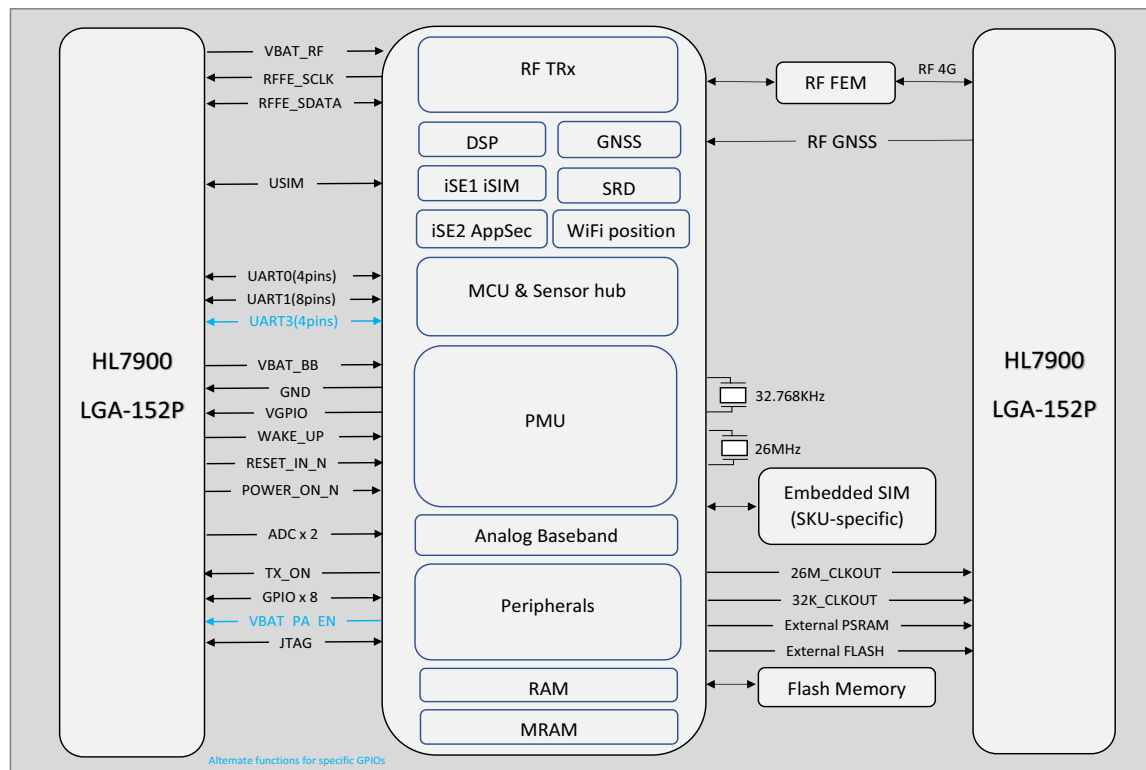 HL7900
LGA-152P
VBAT_RF
RFFE_SCLK
RFFE_SDATA
USIM
UART0(4pins)
UART1(8pins)
UART3(4pins)
VBAT_BB
GND
VGPIO
WAKE_UP
RESET_IN_N
POWER_ON_N
ADC x 2
TX_ON
GPIO x 8
VBAT_PA_EN
JTAG
Altemate functions for specific GPIOs
RF TRx
DSP
GNSS
iSE1 iSIM
SRD
iSE2 AppSec
WiFi position
MCU & Sensor hub
PMU
Analog Baseband
Peripherals
RAM
MRAM
RF FEM
RF 4G
RF GNSS
32.768KHz
26MHz
Embedded SIM
(SKU-specific)
26M_CLKOUT
32K_CLKOUT
External PSRAM
External FLASH
Flash Memory
HL7900
LGA-152P